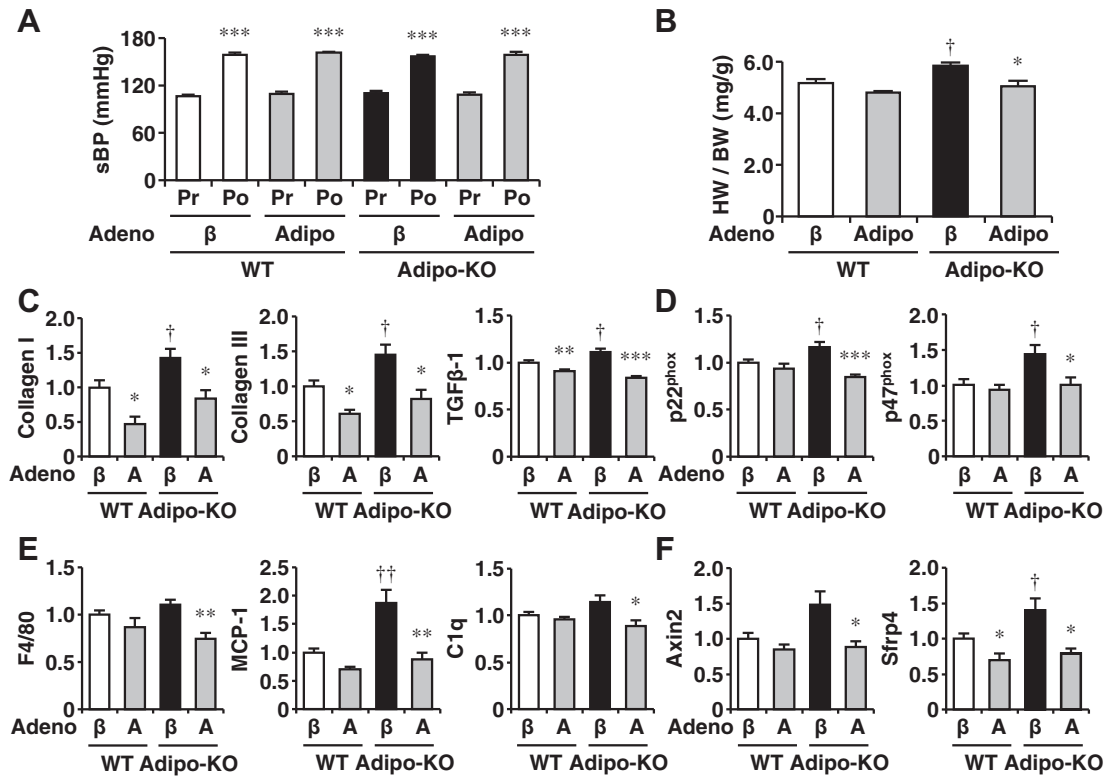 A
sBP (mmHg)
180
120
60
0
*** *** *** ***
Pr Po Pr Po Pr Po Pr Po
Adeno β Adipo β Adipo
WT Adipo-KO
B
HW / BW (mg/g)
6.0
4.0
2.0
0
† *
β Adipo β Adipo
WT Adipo-KO
C
Collagen I
2.0
1.5
1.0
0.5
0
* † *
Adeno β A β A
WT Adipo-KO
Collagen III
2.0
1.5
1.0
0.5
0
* † *
β A β A
WT Adipo-KO
TGFβ-1
1.5
1.0
0.5
0
** † ***
β A β A
WT Adipo-KO
D
p22phox
1.5
1.0
0.5
0
† ***
Adeno β A β A
WT Adipo-KO
p47phox
2.0
1.5
1.0
0.5
0
† *
β A β A
WT Adipo-KO
E
F4/80
1.5
1.0
0.5
0
**
Adeno β A β A
WT Adipo-KO
MCP-1
2.5
2.0
1.5
1.0
0.5
0
†† **
β A β A
WT Adipo-KO
C1q
1.5
1.0
0.5
0
*
β A β A
WT Adipo-KO
F
Axin2
2.0
1.5
1.0
0.5
0
*
Adeno β A β A
WT Adipo-KO
Sfrp4
2.0
1.5
1.0
0.5
0
* † *
β A β A
WT Adipo-KO